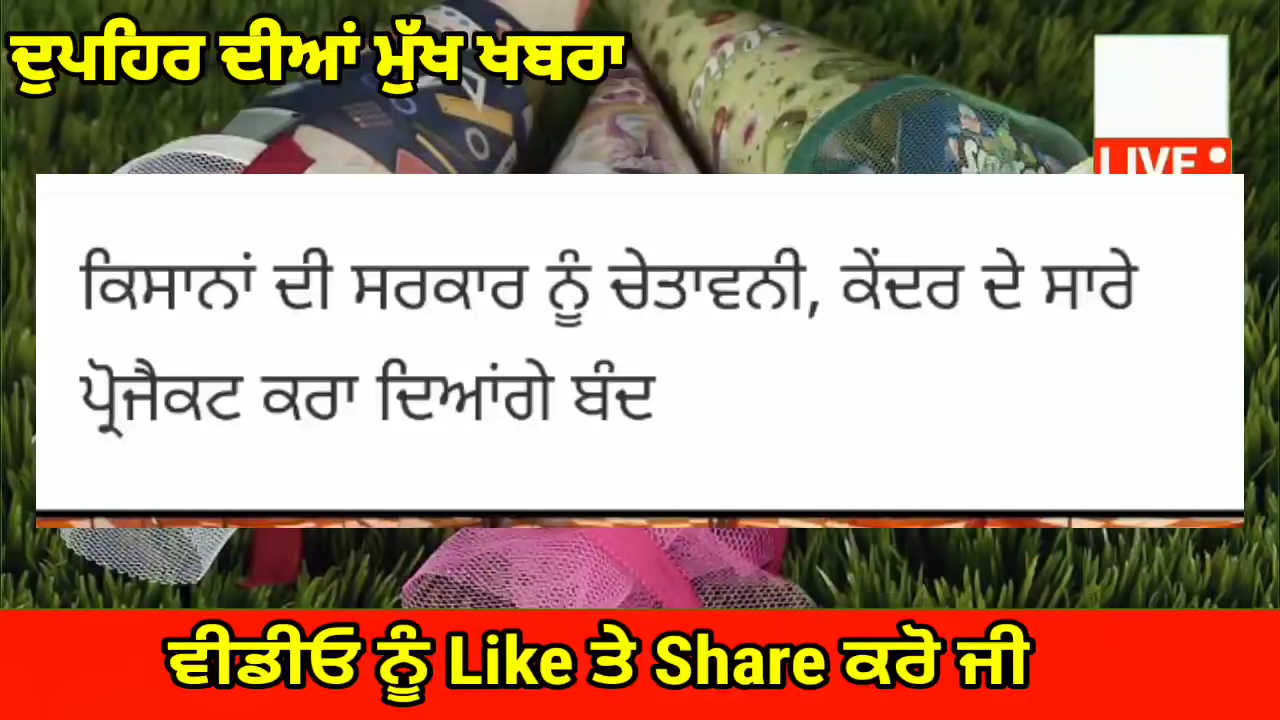 ਦੁਪਹਿਰ ਦੀਆਂ ਮੁੱਖ ਖਬਰਾ
LIVE
ਕਿਸਾਨਾਂ ਦੀ ਸਰਕਾਰ ਨੂੰ ਚੇਤਾਵਨੀ, ਕੇਂਦਰ ਦੇ ਸਾਰੇ
ਪ੍ਰੋਜੈਕਟ ਕਰਾ ਦਿਆਂਗੇ ਬੰਦ
ਵੀਡੀਓ ਨੂੰ Like ਤੇ Share ਕਰੋ ਜੀ